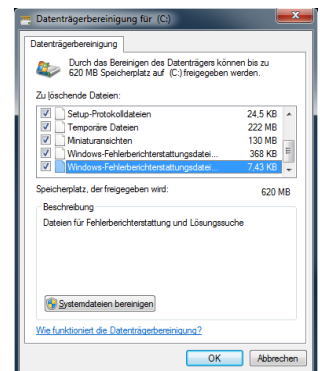 Datenträgerbereinigung für (C:)
Datenträgerbereinigung
Durch das Bereinigen des Datenträgers können bis zu
620 MB Speicherplatz auf (C:) freigegeben
werden.
Zu löschende Dateien:
Setup-Protokolldateien 24,5 KB
Temporäre Dateien 222 MB
Miniaturansichten 130 MB
Windows-Fehlerberichterstattungsdatei... 368 KB
Windows-Fehlerberichterstattungsdatei... 7,43 KB
Speicherplatz, der freigegeben wird: 620 MB
Beschreibung
Dateien für Fehlerberichterstattung und Lösungssuche
Systemdateien bereinigen
Wie funktioniert die Datenträgerbereinigung?
OK Abbrechen